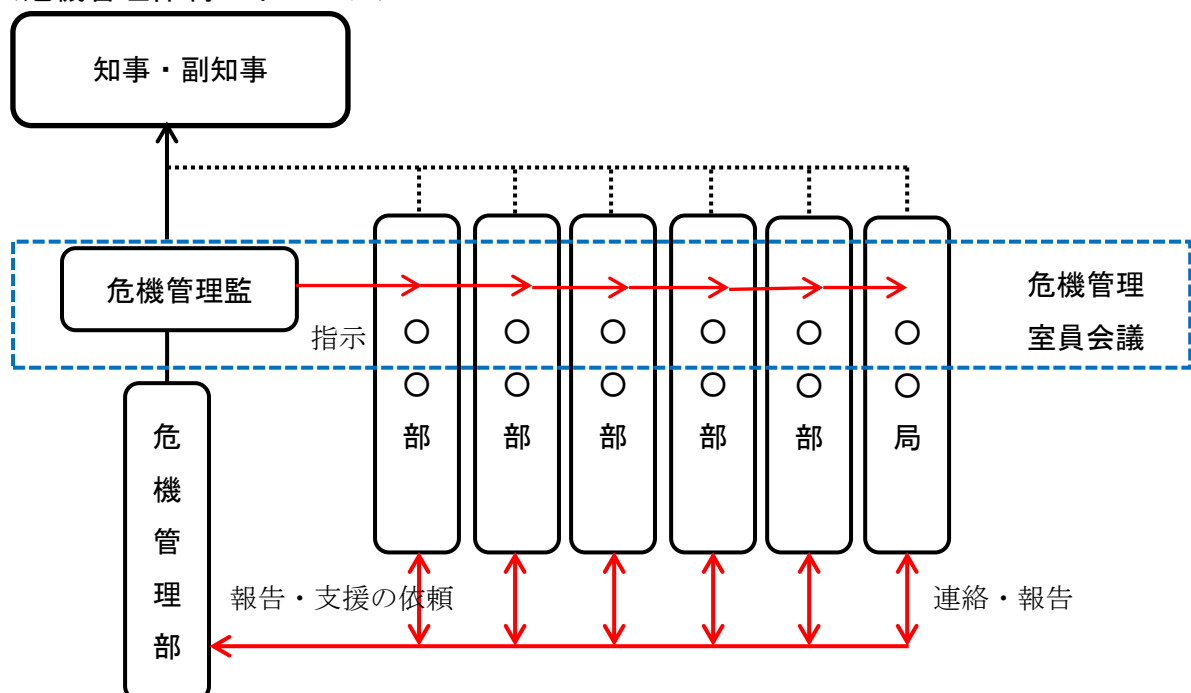 知事・副知事
危機管理監
指示
危機管理
室員会議
○○部
○○部
○○部
○○部
○○部
○○局
危機管理部
報告・支援の依頼
連絡・報告